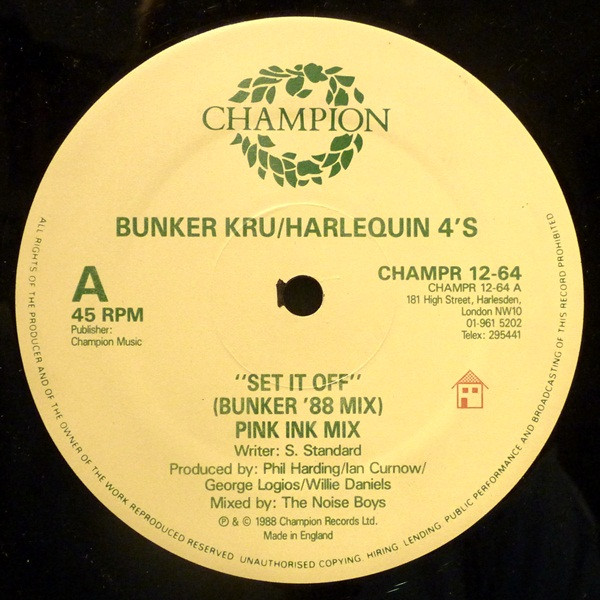 CHAMPION
BUNKER KRU/HARLEQUIN 4'S
A
45 RPM
Publisher:
Champion Music
CHAMPR 12-64
CHAMPR 12-64 A
181 High Street, Harlesden,
London NW10
01-961 5202
Telex: 295441
"SET IT OFF"
(BUNKER '88 MIX)
PINK INK MIX
Writer: S. Standard
Produced by: Phil Harding/Ian Curnow/
George Logios/Willie Daniels
Mixed by: The Noise Boys
℗ & © 1988 Champion Records Ltd.
Made in England
ALL RIGHTS OF THE PRODUCER AND OF THE OWNER OF THE WORK REPRODUCED RESERVED. UNAUTHORISED COPYING, HIRING, LENDING, PUBLIC PERFORMANCE AND BROADCASTING OF THIS RECORD PROHIBITED